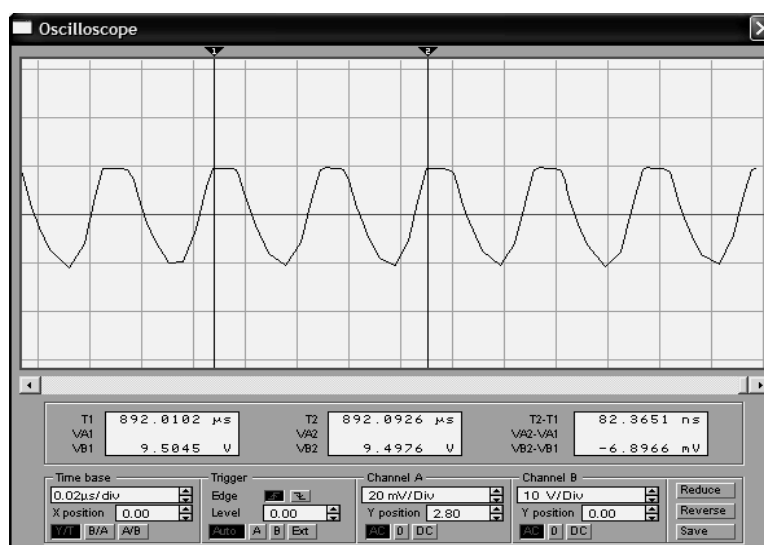 Oscilloscope
1 2
T1 892.0102 µs T2 892.0926 µs T2-T1 82.3651 ns
VA1 VA2 VA2-VA1
VB1 9.5045 V VB2 9.4976 V VB2-VB1 -6.8966 mV
Time base Trigger Channel A Channel B
0.02µs/div Edge 20 mV/Div 10 V/Div Reduce
X position 0.00 Level 0.00 Y position 2.80 Y position 0.00 Reverse
Y/T B/A A/B Auto A B Ext AC 0 DC AC 0 DC Save